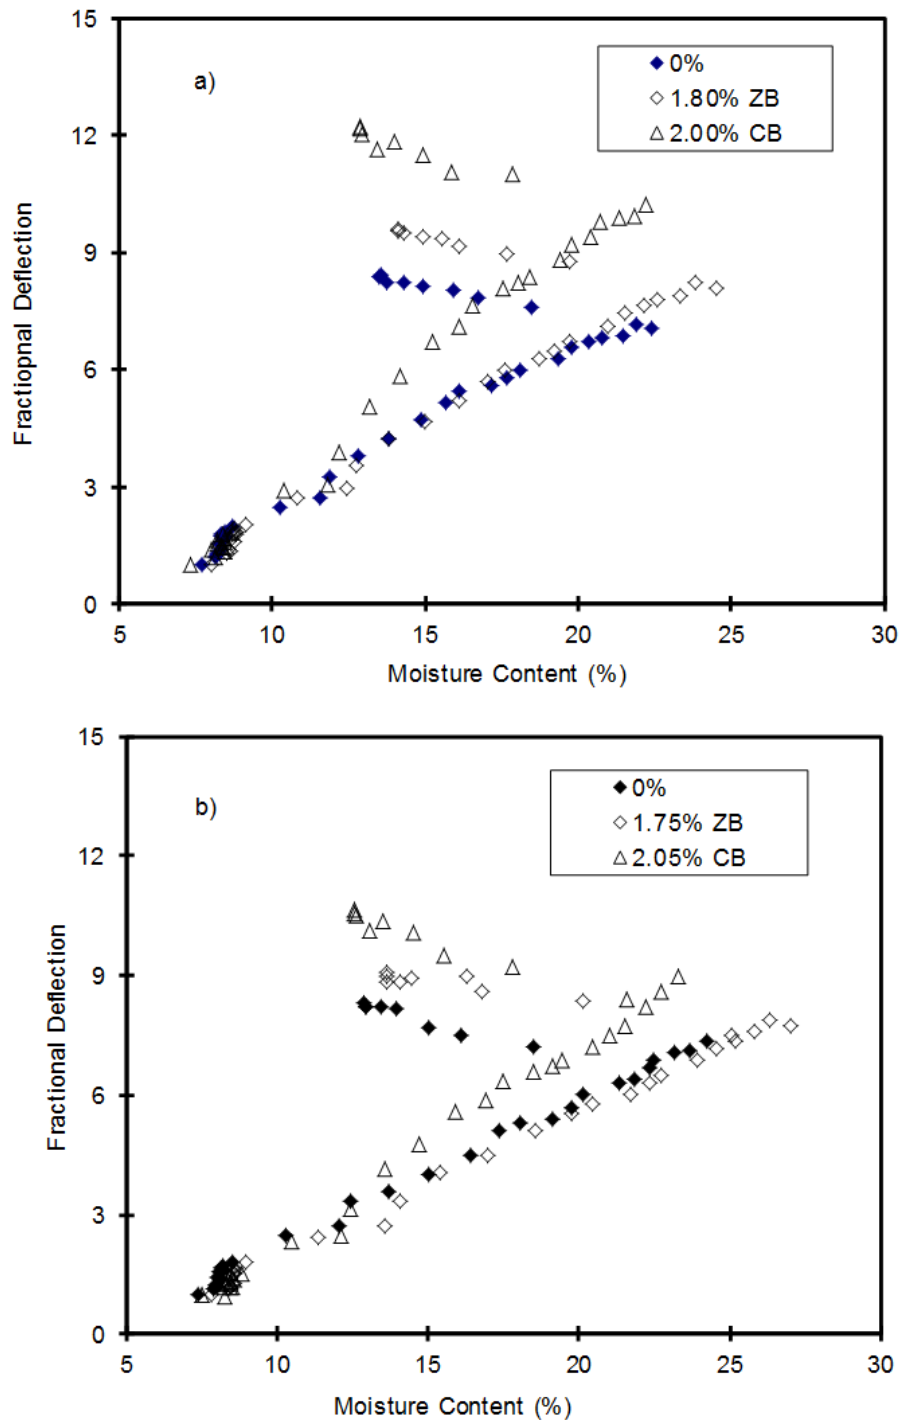 15
a)
0%
1.80% ZB
2.00% CB
12
9
6
3
0
Fractiopnal Deflection
5 10 15 20 25 30
Moisture Content (%)
15
b)
0%
1.75% ZB
2.05% CB
12
9
6
3
0
Fractional Deflection
5 10 15 20 25 30
Moisture Content (%)